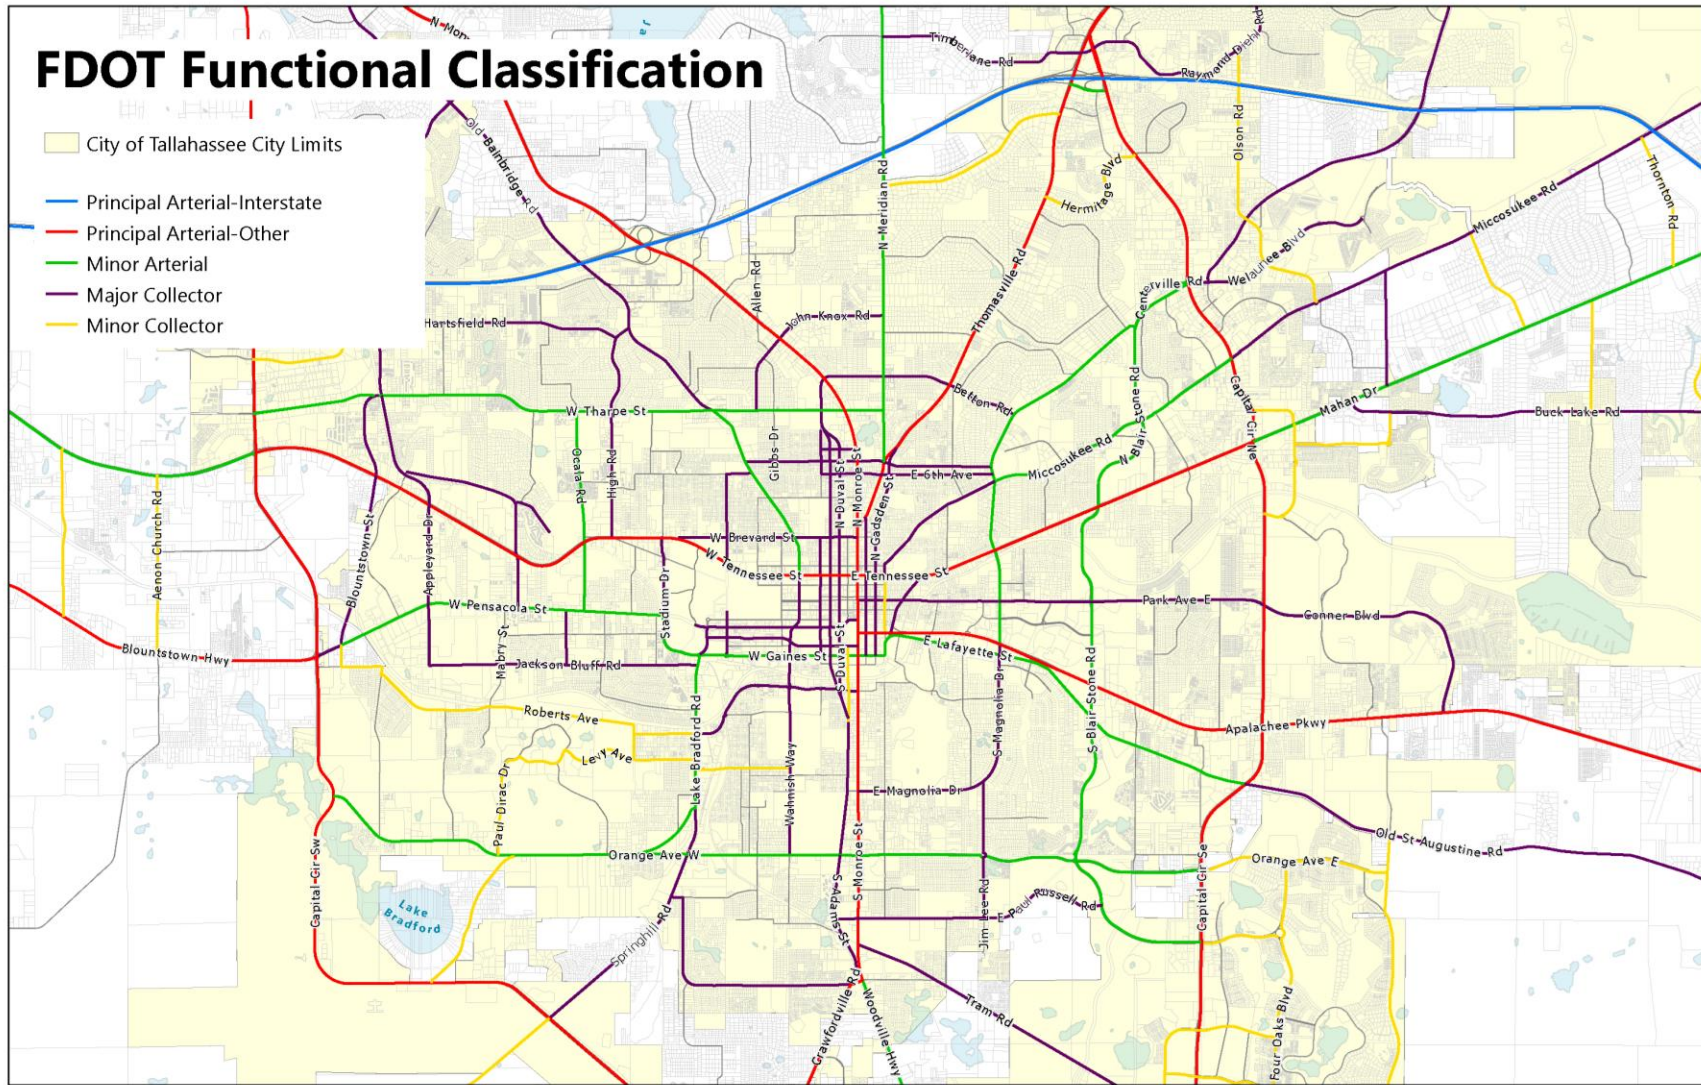 N Mon
FDOT Functional Classification
City of Tallahassee City Limits
Principal Arterial-Interstate
Principal Arterial-Other
Minor Arterial
Major Collector
Minor Collector
Timberlane Rd
Raymond Diehl Rd
Old Bainbridge Rd
N Meridian Rd
Olson Rd
Hermitage Blvd
Thornton Rd
Miccosukee Rd
Welaunee Blvd
Centerville Rd
Thomasville Rd
Allen Rd
John Knox Rd
Hartsfield Rd
W Tharpe St
Betton Rd
N Blair Stone Rd
Capital Cir Ne
Mahan Dr
Buck Lake Rd
Gibbs Dr
Ocala Rd
High Rd
N Duval St
N Monroe St
N Gadsden St
E 6th Ave
Miccosukee Rd
Aenon Church Rd
Blountstown St
Appleyard Dr
W Brevard St
W Tennessee St
E Tennessee St
W Pensacola St
Stadium Dr
Park Ave E
Conner Blvd
Mabry St
Blountstown Hwy
Jackson Bluff Rd
W Gaines St
S Duval St
E Lafayette St
S Magnolia Dr
S Blair Stone Rd
Apalachee Pkwy
Roberts Ave
Levy Ave
Lake Bradford Rd
Wahnish Way
Paul Dirac Dr
E Magnolia Dr
Orange Ave W
S Monroe St
Old St Augustine Rd
Orange Ave E
Capital Cir Sw
Capital Cir Se
Lake
Bradford
Springhill Rd
S Adams St
Jim Lee Rd
E Paul Russell Rd
Crawfordville Rd
Woodville Hwy
Tram Rd
Four Oaks Blvd